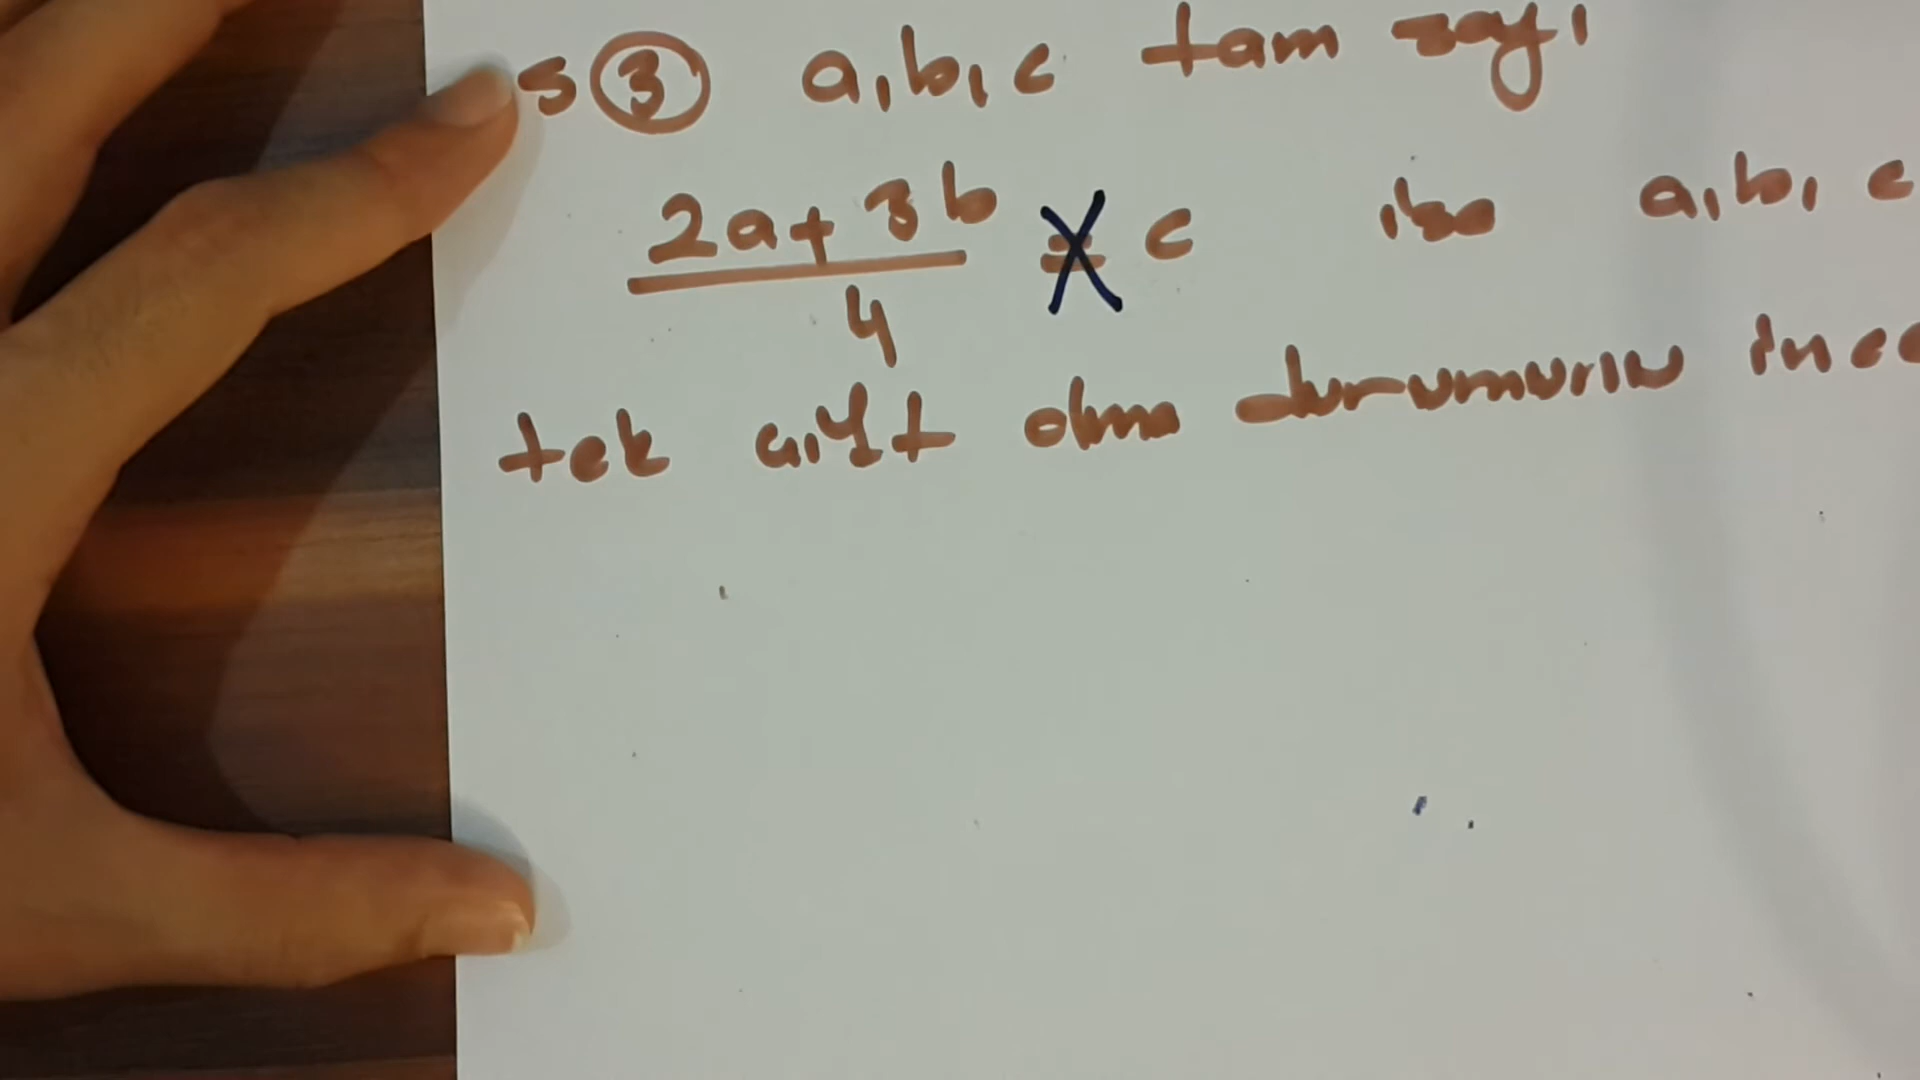 S③ a, b, c tam sayı
2a + 3b = c ise a, b, c
4
tek çift olma durumunu ince